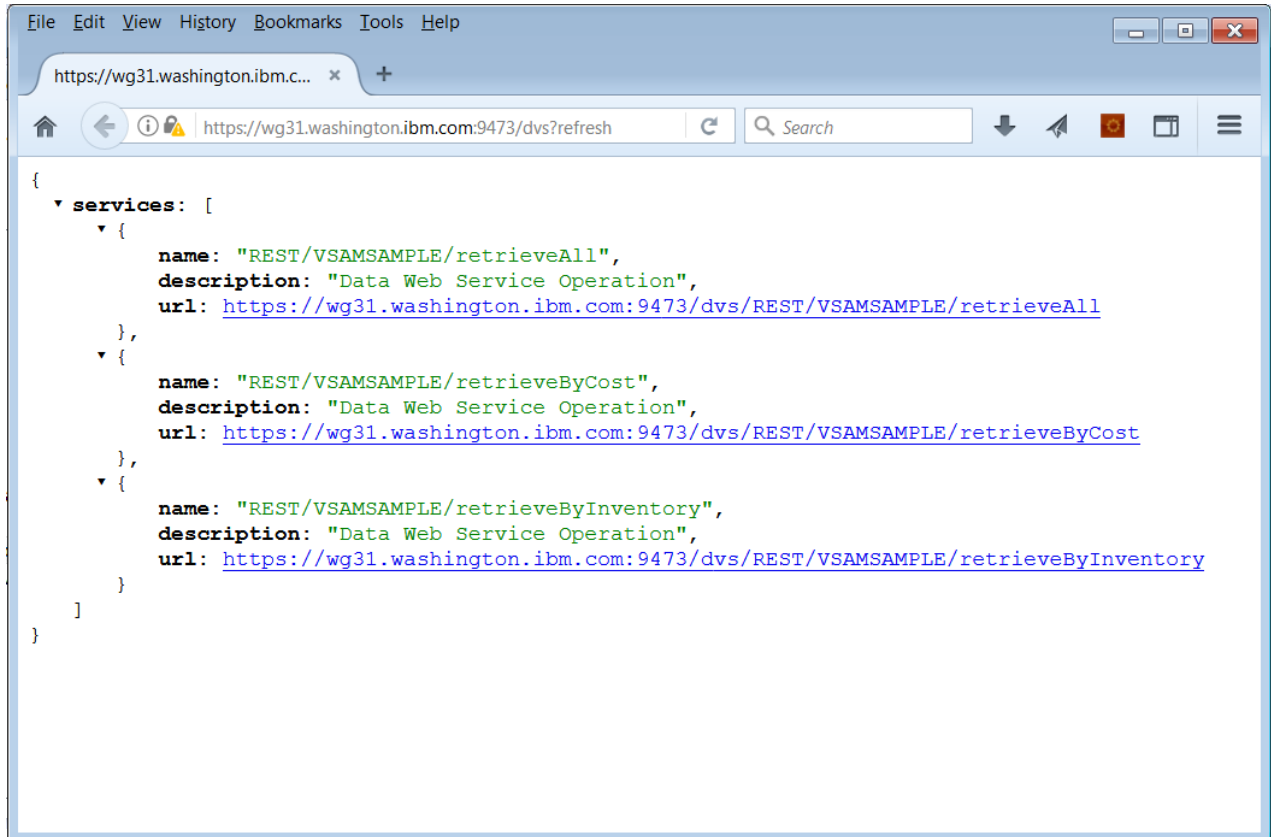 File Edit View History Bookmarks Tools Help
https://wg31.washington.ibm.c... × +
https://wg31.washington.ibm.com:9473/dvs?refresh Search
{
services: [
{
name: "REST/VSAMSAMPLE/retrieveAll",
description: "Data Web Service Operation",
url: https://wg31.washington.ibm.com:9473/dvs/REST/VSAMSAMPLE/retrieveAll
},
{
name: "REST/VSAMSAMPLE/retrieveByCost",
description: "Data Web Service Operation",
url: https://wg31.washington.ibm.com:9473/dvs/REST/VSAMSAMPLE/retrieveByCost
},
{
name: "REST/VSAMSAMPLE/retrieveByInventory",
description: "Data Web Service Operation",
url: https://wg31.washington.ibm.com:9473/dvs/REST/VSAMSAMPLE/retrieveByInventory
}
]
}